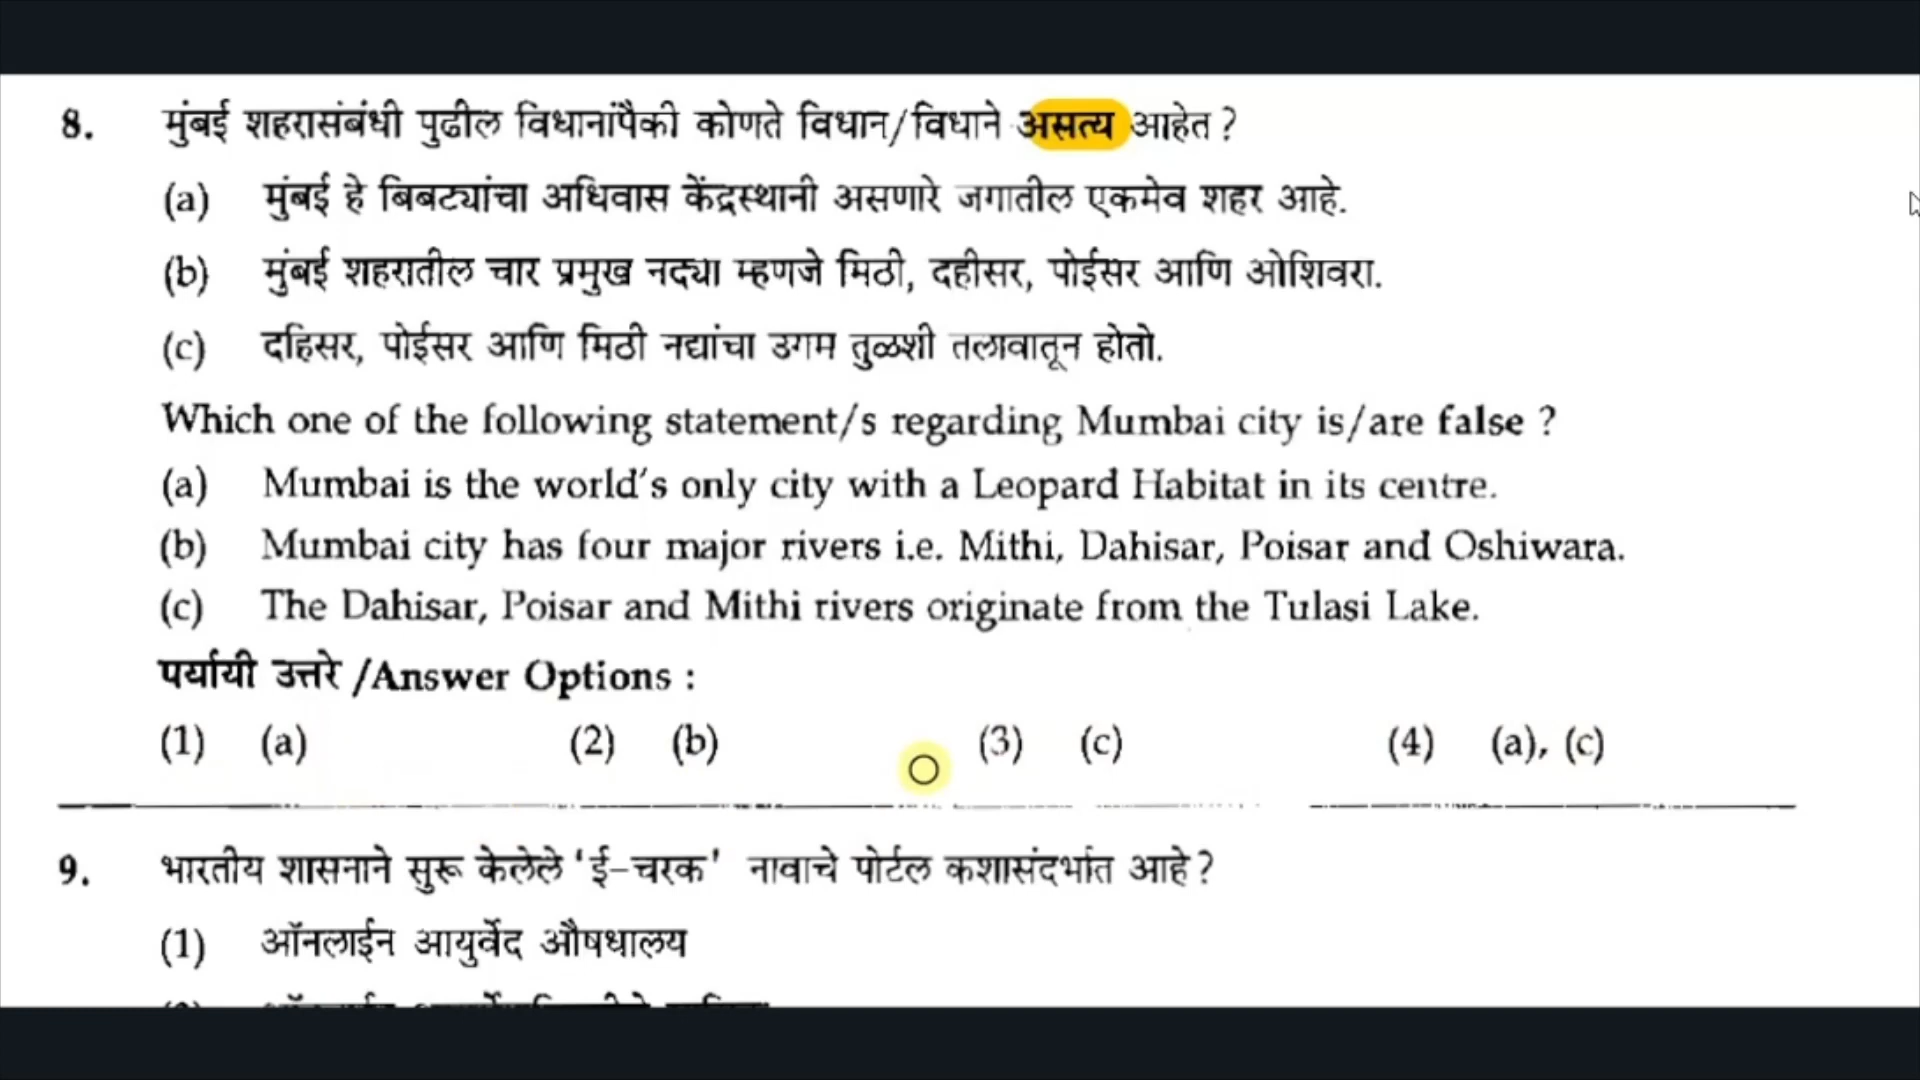 8. मुंबई शहरासंबंधी पुढील विधानांपैकी कोणते विधान/विधाने असत्य आहेत ?
(a) मुंबई हे बिबट्यांचा अधिवास केंद्रस्थानी असणारे जगातील एकमेव शहर आहे.
(b) मुंबई शहरातील चार प्रमुख नद्या म्हणजे मिठी, दहीसर, पोईसर आणि ओशिवरा.
(c) दहिसर, पोईसर आणि मिठी नद्यांचा उगम तुळशी तलावातून होतो.
Which one of the following statement/s regarding Mumbai city is/are false ?
(a) Mumbai is the world's only city with a Leopard Habitat in its centre.
(b) Mumbai city has four major rivers i.e. Mithi, Dahisar, Poisar and Oshiwara.
(c) The Dahisar, Poisar and Mithi rivers originate from the Tulasi Lake.
पर्यायी उत्तरे /Answer Options :
(1) (a) (2) (b) (3) (c) (4) (a), (c)
9. भारतीय शासनाने सुरू केलेले 'ई-चरक' नावाचे पोर्टल कशासंदर्भात आहे ?
(1) ऑनलाईन आयुर्वेद औषधालय